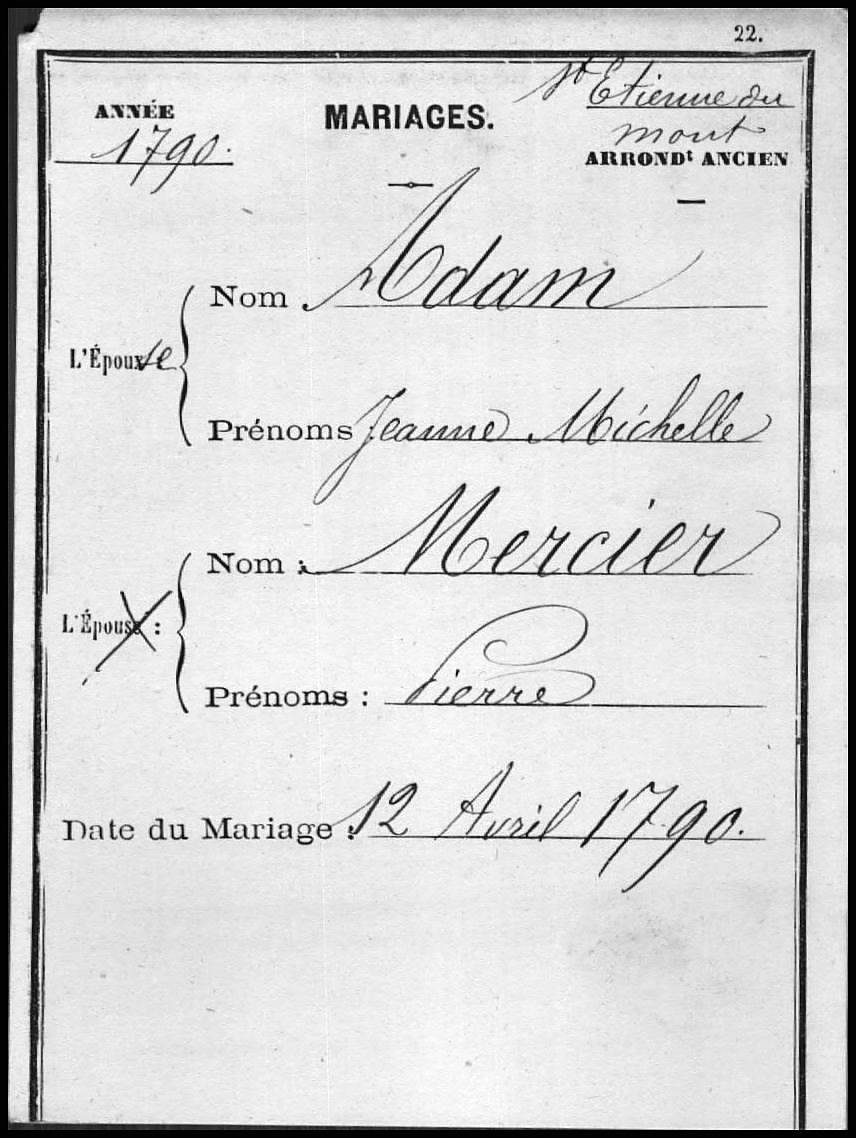 22.
ANNÉE
1790.
MARIAGES.
St Etienne du
mont
ARRONDt ANCIEN
Nom Adam
L'Épouxse
Prénoms Jeanne Michelle
Nom : Mercier
L'Épouse :
Prénoms : Pierre
Date du Mariage : 12 Avril 1790.